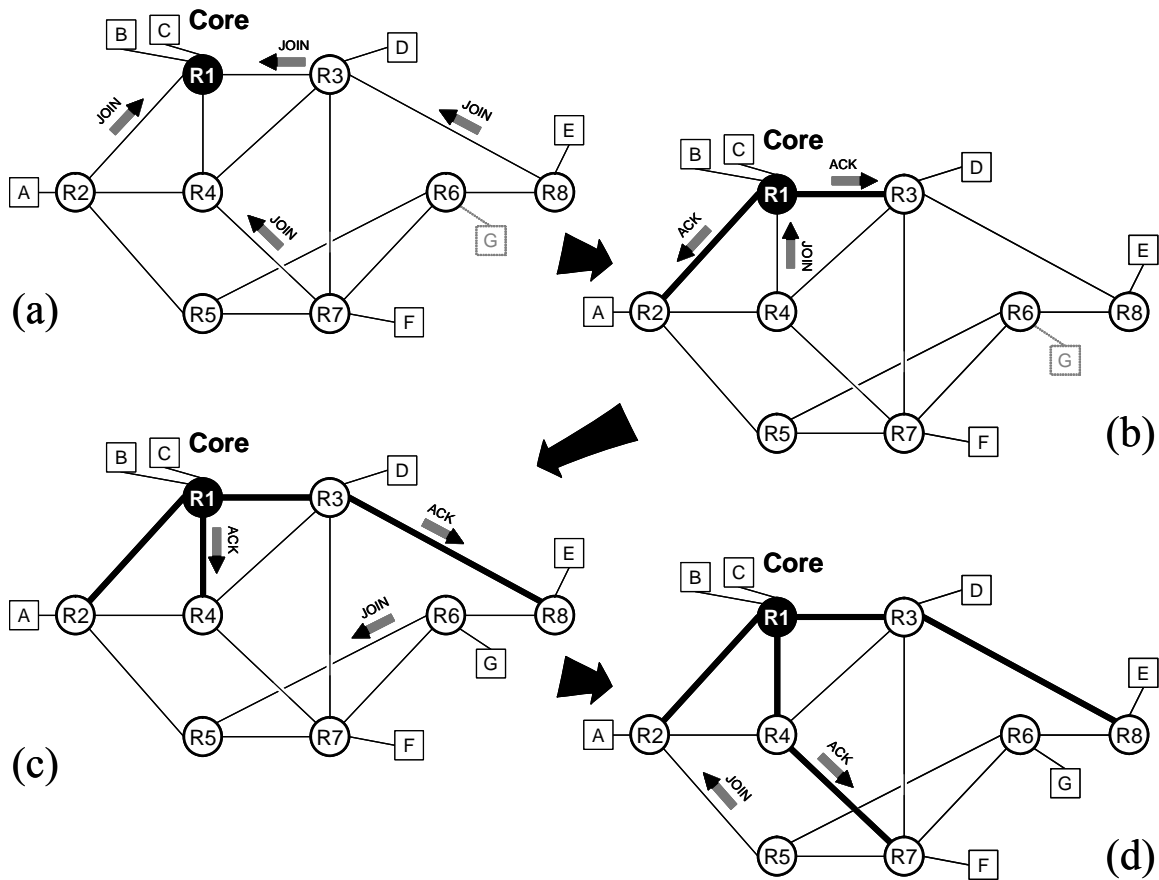 Core
B
C
JOIN
D
R1
R3
JOIN
JOIN
E
A
R2
R4
R6
R8
JOIN
G
R5
R7
F
(a)
Core
B
C
ACK
D
R1
R3
ACK
JOIN
E
A
R2
R4
R6
R8
G
R5
R7
F
(b)
Core
B
C
D
R1
R3
ACK
ACK
E
A
R2
R4
JOIN
R6
R8
G
R5
R7
F
(c)
Core
B
C
D
R1
R3
E
A
R2
R4
R6
R8
ACK
JOIN
G
R5
R7
F
(d)